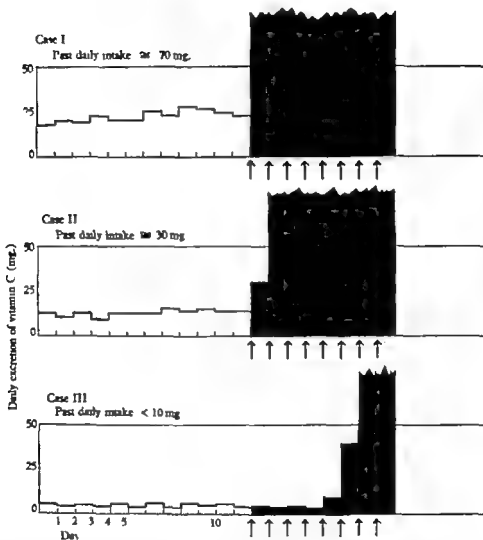 Case I
Past daily intake ≅ 70 mg.
50
25
0
Case II
Past daily intake ≅ 30 mg.
50
25
0
Daily excretion of vitamin C (mg.)
Case III
Past daily intake < 10 mg
50
25
0
1 2 3 4 5 10
Day